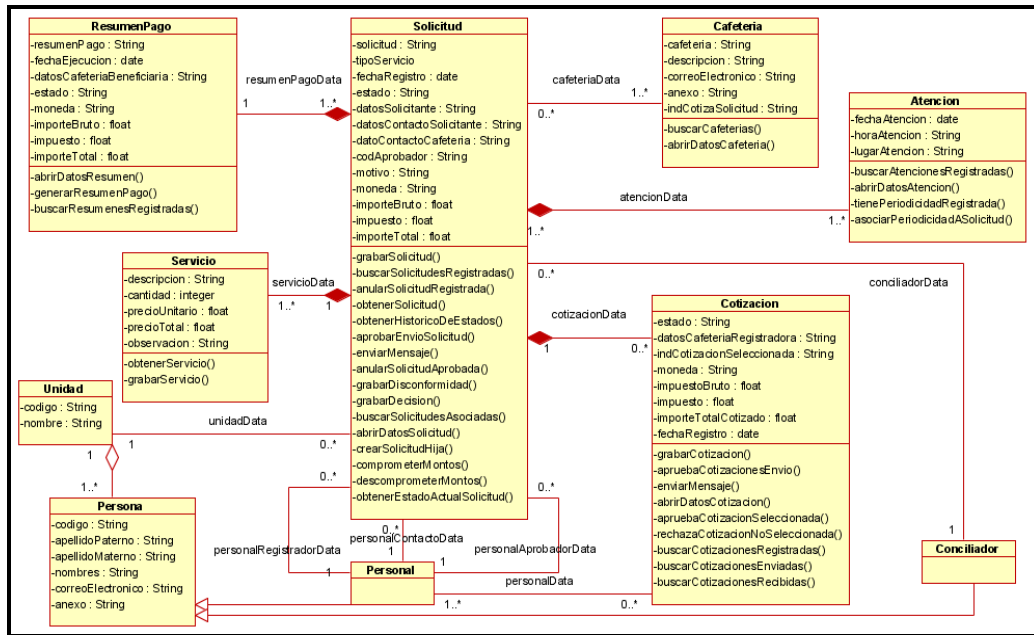 ResumenPago
-resumenPago : String
-fechaEjecucion : date
-datosCafeteriaBeneficiaria : String
-estado : String
-moneda : String
-importeBruto : float
-impuesto : float
-importeTotal : float
-abrirDatosResumen()
-generarResumenPago()
-buscarResumenesRegistradas()
resumenPagoData
1
1..*
Solicitud
-solicitud : String
-tipoServicio
-fechaRegistro : date
-estado : String
-datosSolicitante : String
-datosContactoSolicitante : String
-datoContactoCafeteria : String
-codAprobador : String
-motivo : String
-moneda : String
-importeBruto : float
-impuesto : float
-importeTotal : float
-grabarSolicitud()
-buscarSolicitudesRegistradas()
-anularSolicitudRegistrada()
-obtenerSolicitud()
-obtenerHistoricoDeEstados()
-aprobarEnvioSolicitud()
-enviarMensaje()
-anularSolicitudAprobada()
-grabarDisconformidad()
-grabarDecision()
-buscarSolicitudesAsociadas()
-abrirDatosSolicitud()
-crearSolicitudHija()
-comprometerMontos()
-descomprometerMontos()
-obtenerEstadoActualSolicitud()
cafeteriaData
0..*
1..*
Cafeteria
-cafeteria : String
-descripcion : String
-correoElectronico : String
-anexo : String
-indCotizaSolicitud : String
-buscarCafeterias()
-abrirDatosCafeteria()
Atencion
-fechaAtencion : date
-horaAtencion : String
-lugarAtencion : String
-buscarAtencionesRegistradas()
-abrirDatosAtencion()
-tienePeriodicidadRegistrada()
-asociarPeriodicidadASolicitud()
atencionData
1..*
1..*
Servicio
-descripcion : String
-cantidad : integer
-precioUnitario : float
-precioTotal : float
-observacion : String
-obtenerServicio()
-grabarServicio()
servicioData
1..*
1
0..*
conciliadorData
cotizacionData
1
0..*
Cotizacion
-estado : String
-datosCafeteriaRegistradora : String
-indCotizacionSeleccionada : String
-moneda : String
-impuestoBruto : float
-impuesto : float
-importeTotalCotizado : float
-fechaRegistro : date
-grabarCotizacion()
-apruebaCotizacionesEnvio()
-enviarMensaje()
-abrirDatosCotizacion()
-apruebaCotizacionSeleccionada()
-rechazaCotizacionNoSeleccionada()
-buscarCotizacionesRegistradas()
-buscarCotizacionesEnviadas()
-buscarCotizacionesRecibidas()
Unidad
-codigo : String
-nombre : String
unidadData
1
0..*
1
1..*
Persona
-codigo : String
-apellidoPaterno : String
-apellidoMaterno : String
-nombres : String
-correoElectronico : String
-anexo : String
0..*
0..*
0..*
personalRegistradorData
personalContactoData
personalAprobadorData
1
1
1
Personal
personalData
1..*
0..*
1
Conciliador